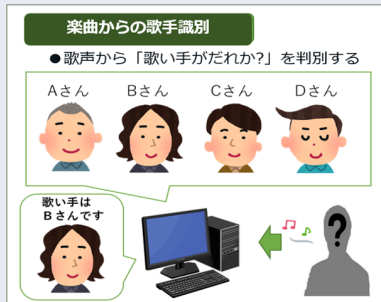 楽曲からの歌手識別
●歌声から「歌い手がだれか?」を判別する
Aさん Bさん Cさん Dさん
歌い手は
Bさんです
?